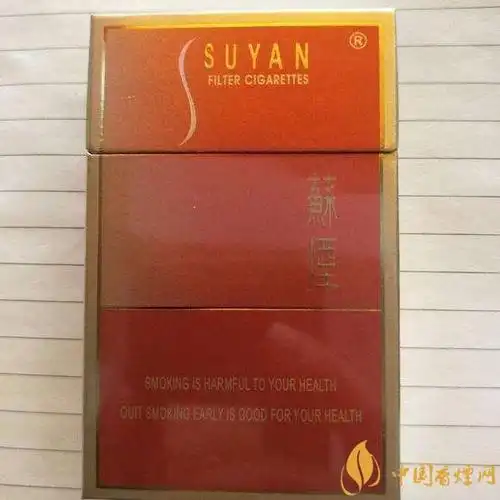 SUYAN
®
FILTER CIGARETTES
蘇
煙
SMOKING IS HARMFUL TO YOUR HEALTH
QUIT SMOKING EARLY IS GOOD FOR YOUR HEALTH
中国香烟网